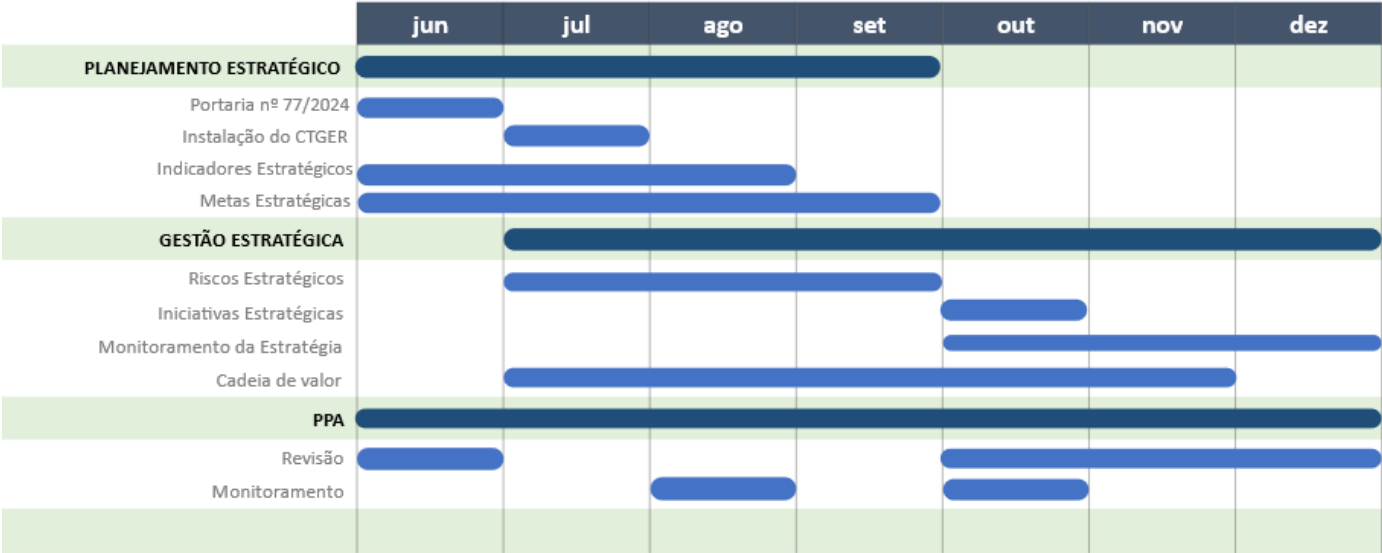 jun jul ago set out nov dez
PLANEJAMENTO ESTRATÉGICO
Portaria nº 77/2024
Instalação do CTGER
Indicadores Estratégicos
Metas Estratégicas
GESTÃO ESTRATÉGICA
Riscos Estratégicos
Iniciativas Estratégicas
Monitoramento da Estratégia
Cadeia de valor
PPA
Revisão
Monitoramento